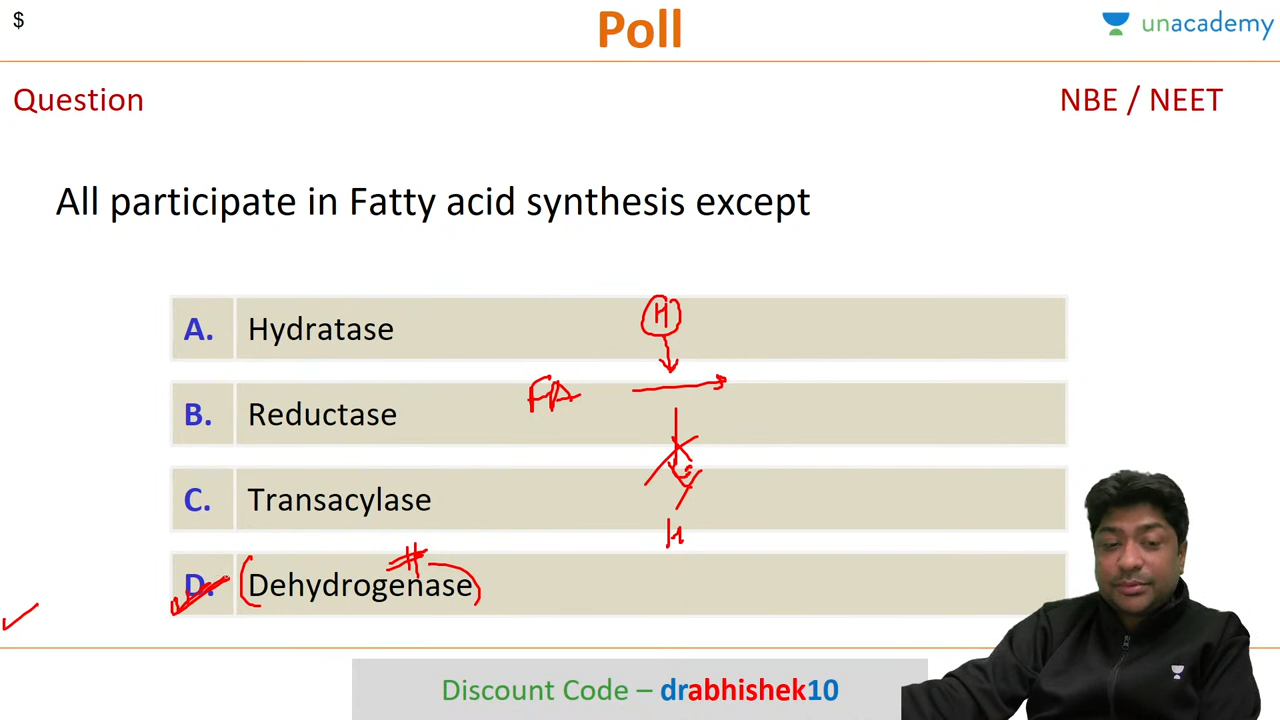 $
Poll
unacademy
Question
NBE / NEET
All participate in Fatty acid synthesis except
A. Hydratase
H
FA
B. Reductase
C. Transacylase
H
D. Dehydrogenase
Discount Code – drabhishek10